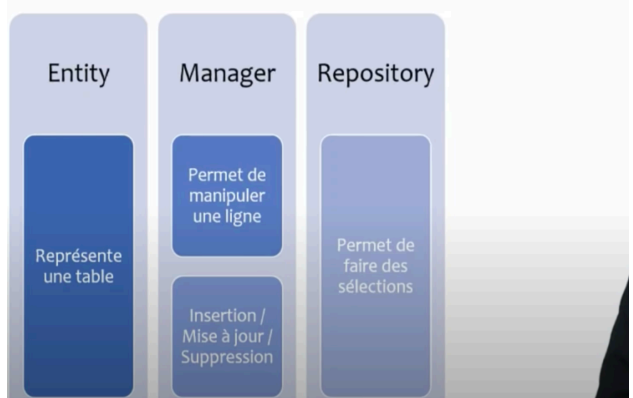 Entity
Manager
Repository
Représente
une table
Permet de
manipuler
une ligne
Insertion /
Mise à jour /
Suppression
Permet de
faire des
sélections